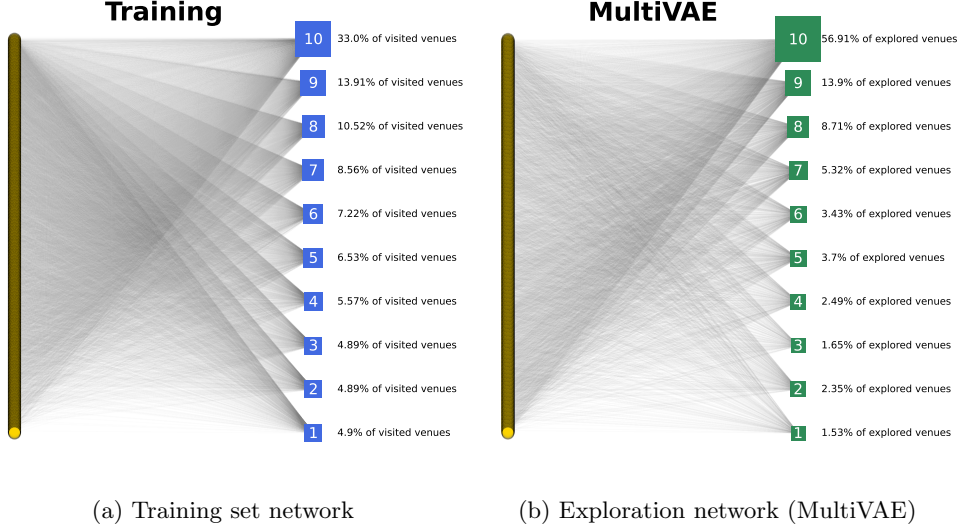 Training
10 33.0% of visited venues
9 13.91% of visited venues
8 10.52% of visited venues
7 8.56% of visited venues
6 7.22% of visited venues
5 6.53% of visited venues
4 5.57% of visited venues
3 4.89% of visited venues
2 4.89% of visited venues
1 4.9% of visited venues
(a) Training set network
MultiVAE
10 56.91% of explored venues
9 13.9% of explored venues
8 8.71% of explored venues
7 5.32% of explored venues
6 3.43% of explored venues
5 3.7% of explored venues
4 2.49% of explored venues
3 1.65% of explored venues
2 2.35% of explored venues
1 1.53% of explored venues
(b) Exploration network (MultiVAE)